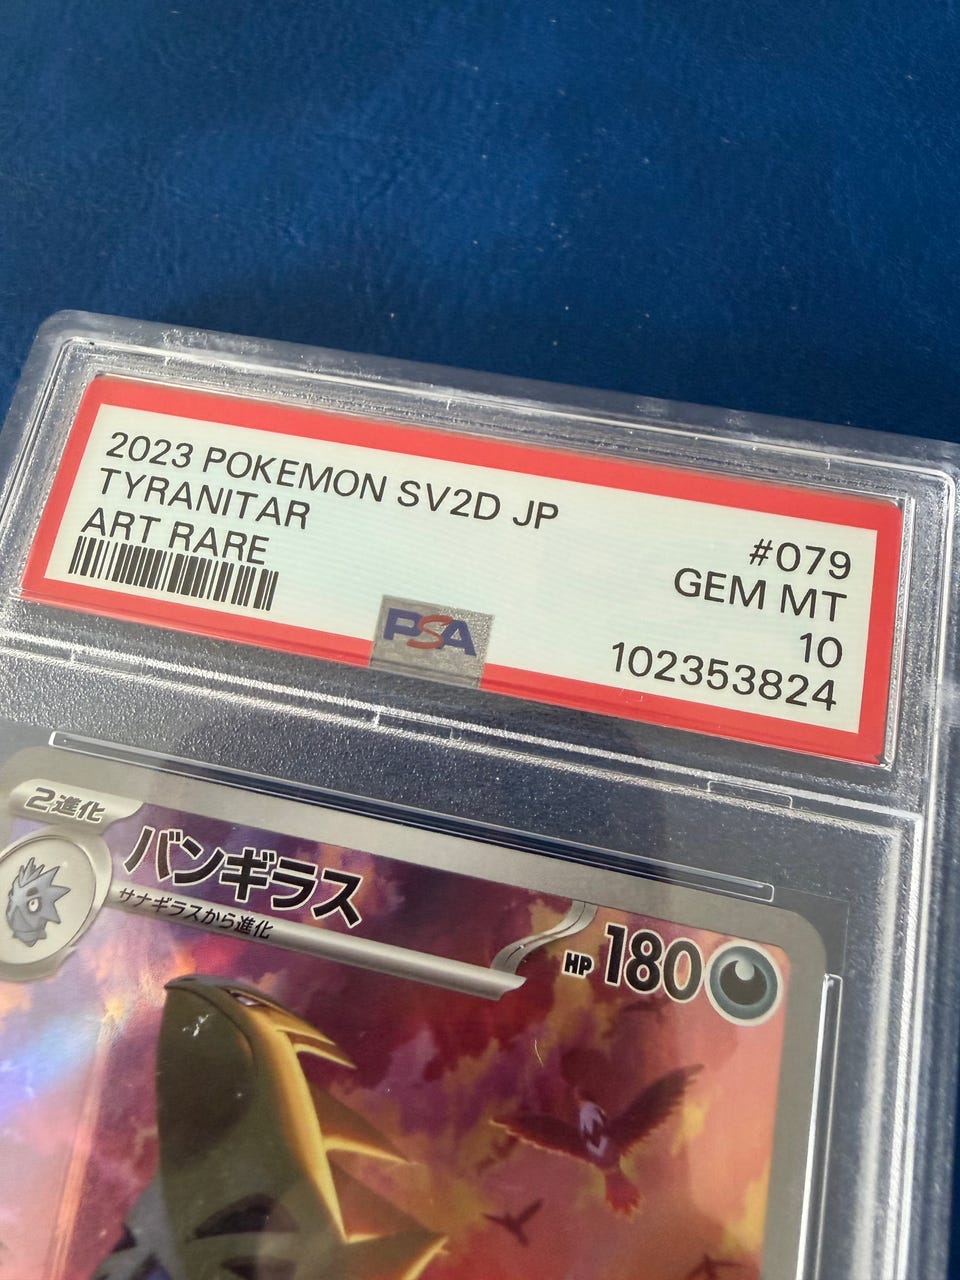 2023 POKEMON SV2D JP
TYRANITAR
ART RARE
#079
GEM MT
10
102353824
PSA
2進化
バンギラス
サナギラスから進化
HP 180